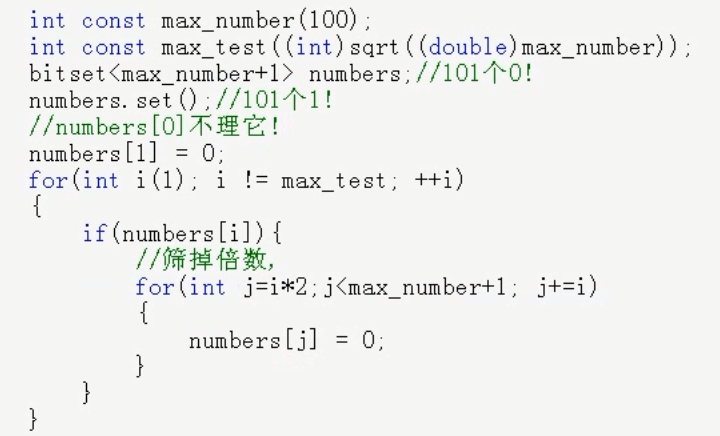 int const max_number(100);
int const max_test((int)sqrt((double)max_number));
bitset<max_number+1> numbers;//101个0!
numbers.set();//101个1!
//numbers[0]不理它!
numbers[1] = 0;
for(int i(1); i != max_test; ++i)
{
    if(numbers[i]){
        //筛掉倍数,
        for(int j=i*2;j<max_number+1; j+=i)
        {
            numbers[j] = 0;
        }
    }
}